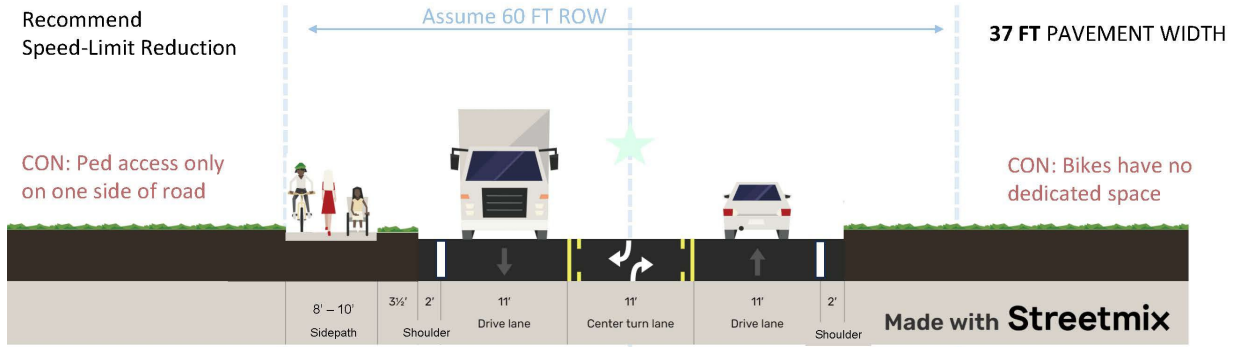 Recommend
Speed-Limit Reduction
Assume 60 FT ROW
37 FT PAVEMENT WIDTH
CON: Ped access only
on one side of road
CON: Bikes have no
dedicated space
8' – 10'
Sidepath
3½'
2'
Shoulder
11'
Drive lane
11'
Center turn lane
11'
Drive lane
2'
Shoulder
Made with Streetmix